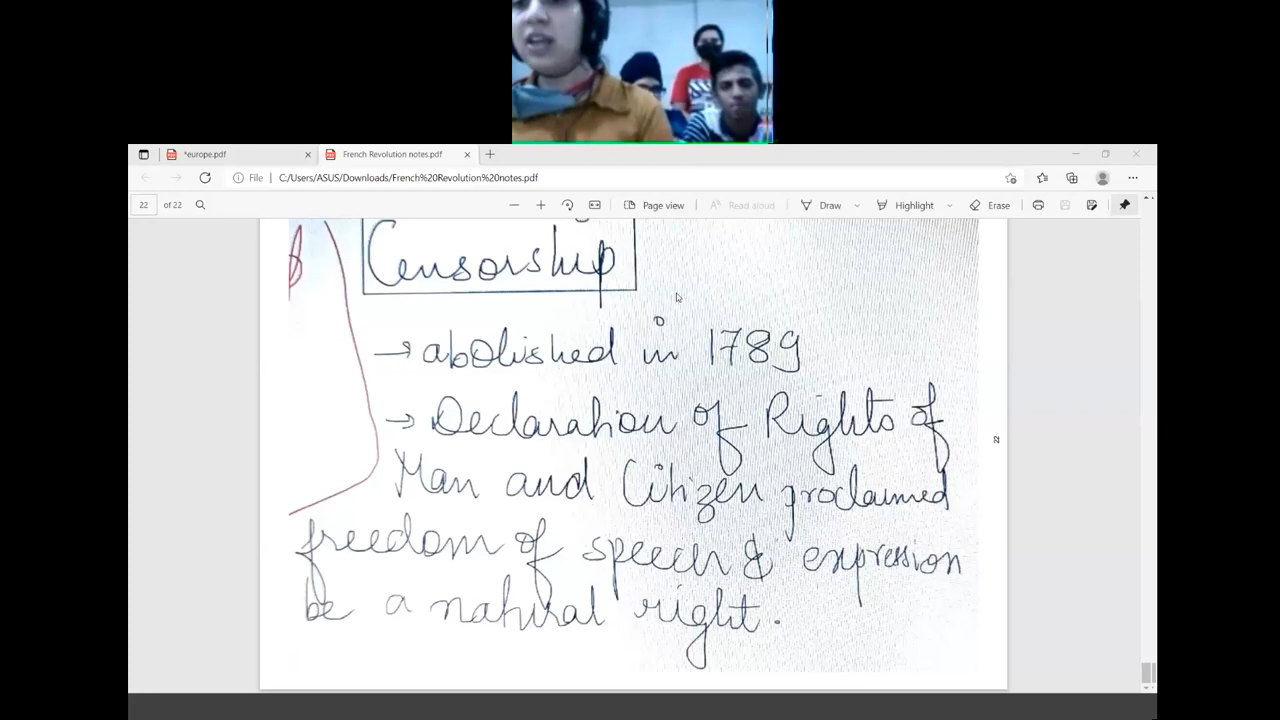 *europe.pdf
French Revolution notes.pdf
File C:/Users/ASUS/Downloads/French%20Revolution%20notes.pdf
22 of 22 Page view Read aloud Draw Highlight Erase
Censorship
→ abolished in 1789
→ Declaration of Rights of
Man and Citizen proclaimed
freedom of speech & expression
be a natural right.
22